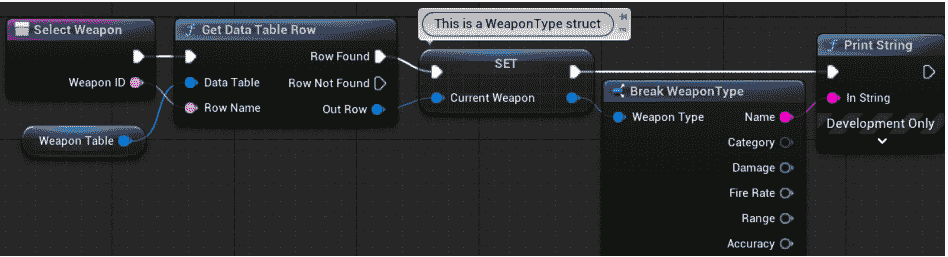 This is a WeaponType struct
Select Weapon
Weapon ID
Weapon Table
Get Data Table Row
Row Found
Data Table
Row Not Found
Row Name
Out Row
SET
Current Weapon
Break WeaponType
Weapon Type
Name
Category
Damage
Fire Rate
Range
Accuracy
Print String
In String
Development Only